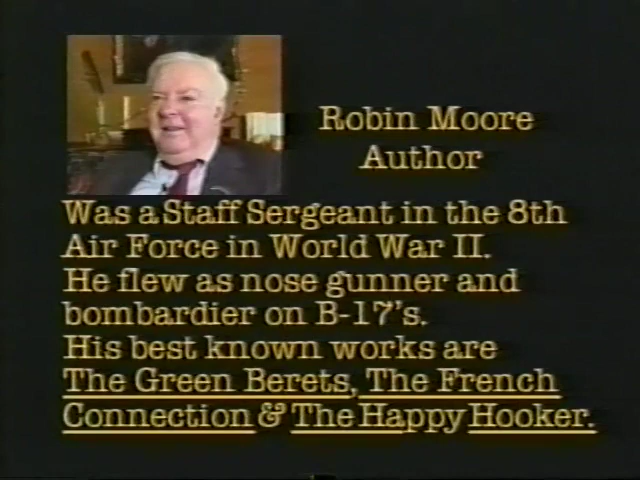 Robin Moore
Author
Was a Staff Sergeant in the 8th
Air Force in World War II.
He flew as nose gunner and
bombardier on B-17's.
His best known works are
The Green Berets, The French
Connection & The Happy Hooker.